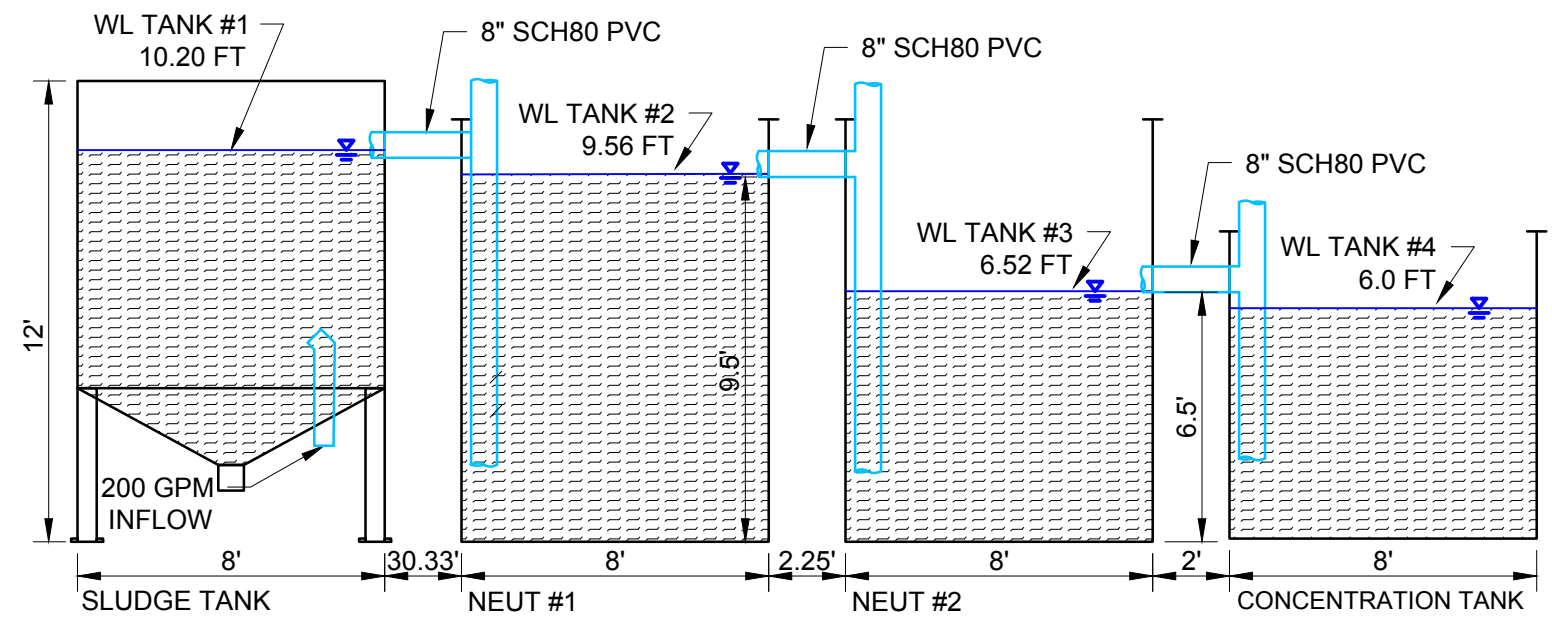 WL TANK #1
10.20 FT
8" SCH80 PVC
8" SCH80 PVC
WL TANK #2
9.56 FT
8" SCH80 PVC
WL TANK #3
6.52 FT
WL TANK #4
6.0 FT
12'
9.5'
6.5'
200 GPM
INFLOW
8'
30.33'
8'
2.25'
8'
2'
8'
SLUDGE TANK
NEUT #1
NEUT #2
CONCENTRATION TANK